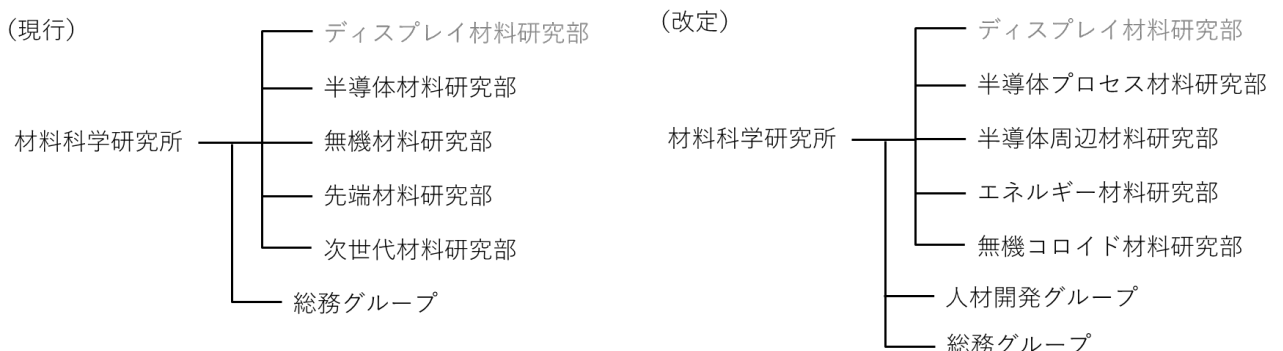 (現行)
ディスプレイ材料研究部
半導体材料研究部
材料科学研究所
無機材料研究部
先端材料研究部
次世代材料研究部
総務グループ
(改定)
ディスプレイ材料研究部
半導体プロセス材料研究部
材料科学研究所
半導体周辺材料研究部
エネルギー材料研究部
無機コロイド材料研究部
人材開発グループ
総務グループ